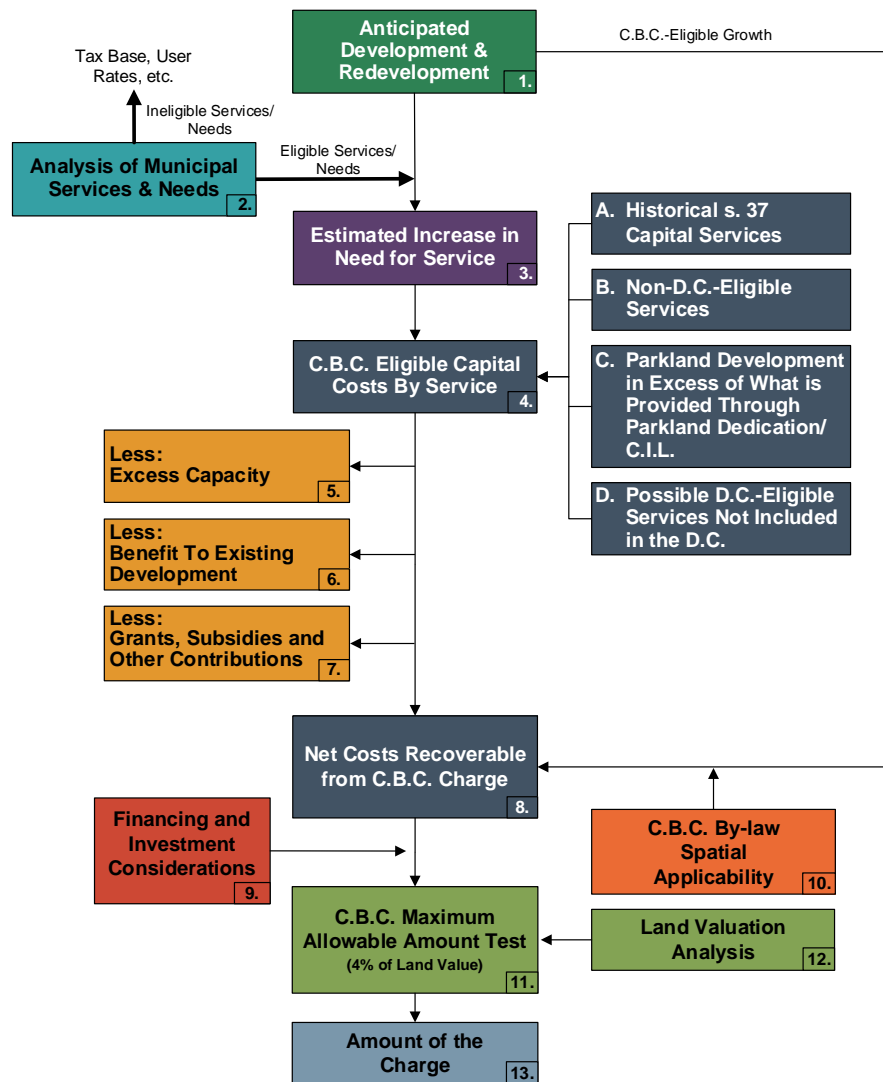 Anticipated
Development &
Redevelopment
1.
C.B.C.-Eligible Growth
Tax Base, User
Rates, etc.
Ineligible Services/
Needs
Analysis of Municipal
Services & Needs
2.
Eligible Services/
Needs
Estimated Increase in
Need for Service
3.
A. Historical s. 37
Capital Services
B. Non-D.C.-Eligible
Services
C. Parkland Development
in Excess of What is
Provided Through
Parkland Dedication/
C.I.L.
D. Possible D.C.-Eligible
Services Not Included
in the D.C.
C.B.C. Eligible Capital
Costs By Service
4.
Less:
Excess Capacity
5.
Less:
Benefit To Existing
Development
6.
Less:
Grants, Subsidies and
Other Contributions
7.
Net Costs Recoverable
from C.B.C. Charge
8.
Financing and
Investment
Considerations
9.
C.B.C. By-law
Spatial
Applicability
10.
C.B.C. Maximum
Allowable Amount Test
(4% of Land Value)
11.
Land Valuation
Analysis
12.
Amount of the
Charge
13.